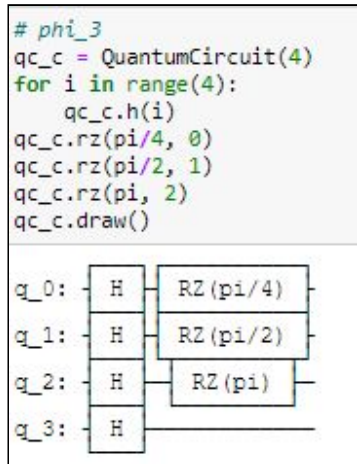 # phi_3
qc_c = QuantumCircuit(4)
for i in range(4):
    qc_c.h(i)
qc_c.rz(pi/4, 0)
qc_c.rz(pi/2, 1)
qc_c.rz(pi, 2)
qc_c.draw()
q_0: H RZ(pi/4)
q_1: H RZ(pi/2)
q_2: H RZ(pi)
q_3: H